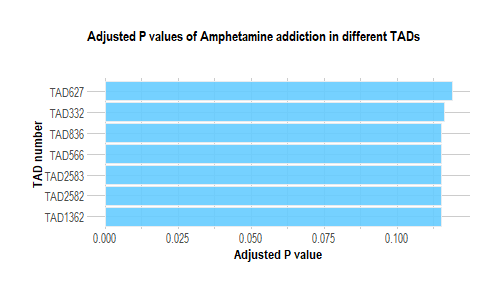 Adjusted P values of Amphetamine addiction in different TADs
TAD number
TAD627
TAD332
TAD836
TAD566
TAD2583
TAD2582
TAD1362
0.000 0.025 0.050 0.075 0.100
Adjusted P value